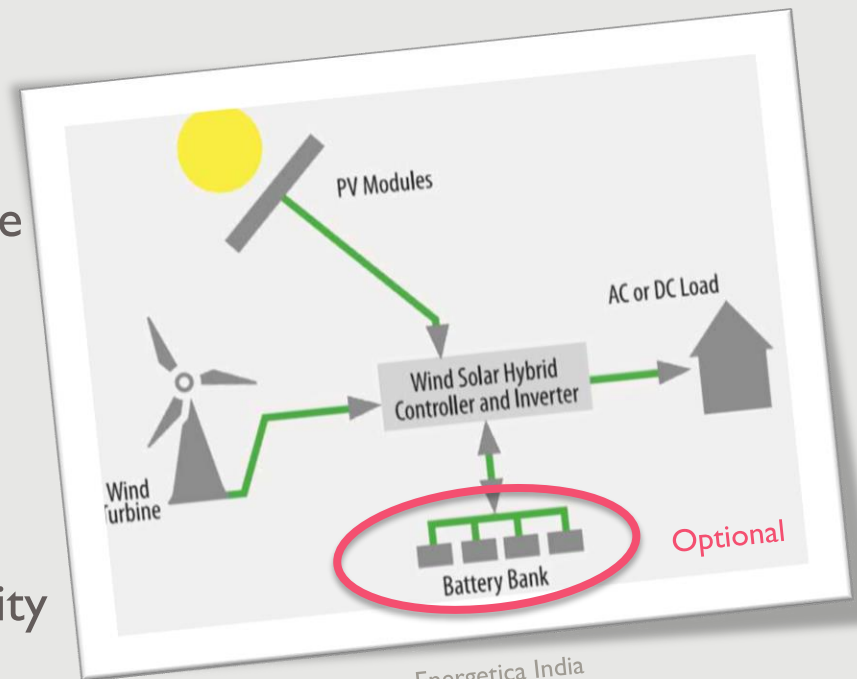 PV Modules
e
AC or DC Load
Wind Solar Hybrid
Controller and Inverter
Wind
Turbine
Optional
Battery Bank
ity
Energetica India